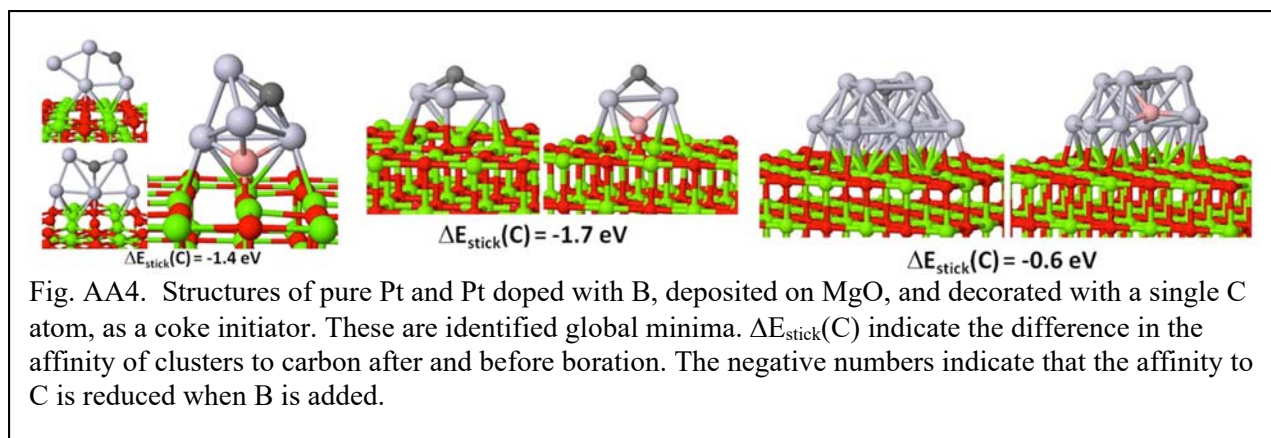 ΔEstick(C) = -1.4 eV
ΔEstick(C) = -1.7 eV
ΔEstick(C) = -0.6 eV
Fig. AA4.  Structures of pure Pt and Pt doped with B, deposited on MgO, and decorated with a single C
atom, as a coke initiator. These are identified global minima. ΔEstick(C) indicate the difference in the
affinity of clusters to carbon after and before boration. The negative numbers indicate that the affinity to
C is reduced when B is added.